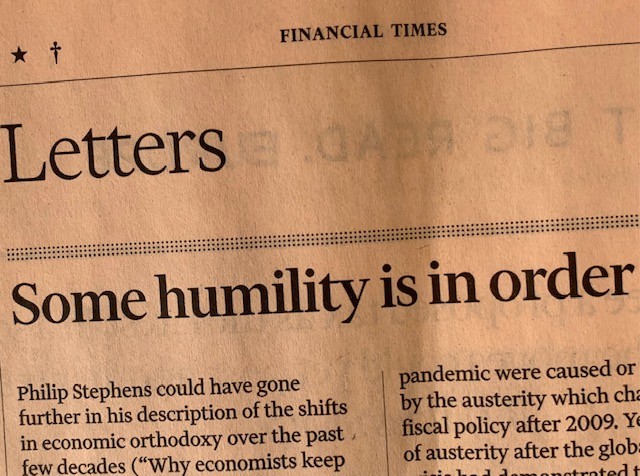 FINANCIAL TIMES
★ †
Letters
Some humility is in order
Philip Stephens could have gone
further in his description of the shifts
in economic orthodoxy over the past
few decades (“Why economists keep
pandemic were caused or
by the austerity which cha
fiscal policy after 2009. Ye
of austerity after the globa
had demonstrated t